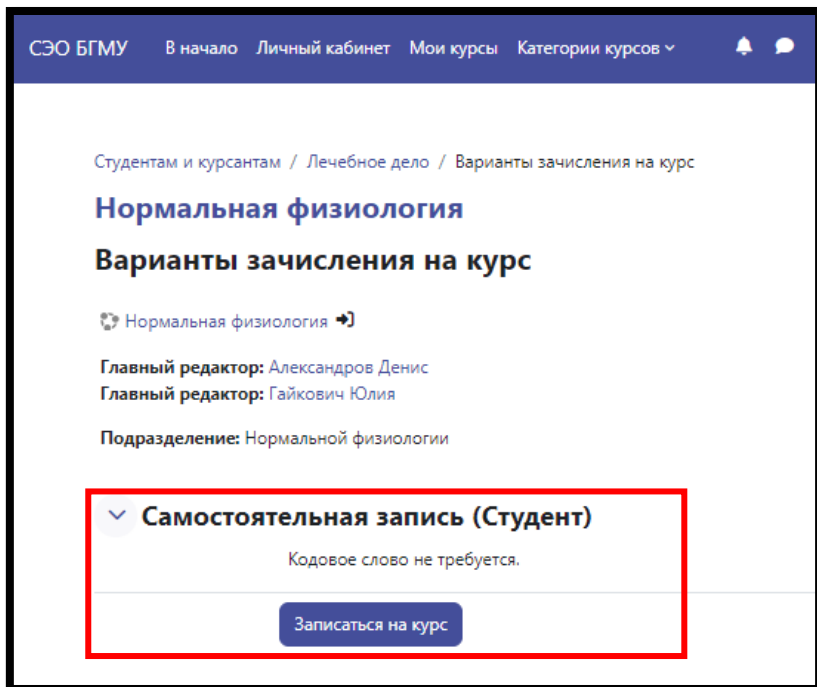 СЭО БГМУ В начало Личный кабинет Мои курсы Категории курсов
Студентам и курсантам / Лечебное дело / Варианты зачисления на курс
Нормальная физиология
Варианты зачисления на курс
Нормальная физиология
Главный редактор: Александров Денис
Главный редактор: Гайкович Юлия
Подразделение: Нормальной физиологии
Самостоятельная запись (Студент)
Кодовое слово не требуется.
Записаться на курс